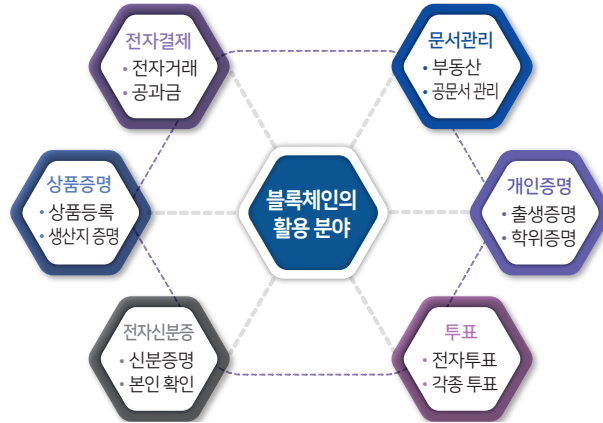 전자결제
• 전자거래
• 공과금
문서관리
• 부동산
• 공문서 관리
상품증명
• 상품등록
• 생산지 증명
블록체인의
활용 분야
개인증명
• 출생증명
• 학위증명
전자신분증
• 신분증명
• 본인 확인
투표
• 전자투표
• 각종 투표